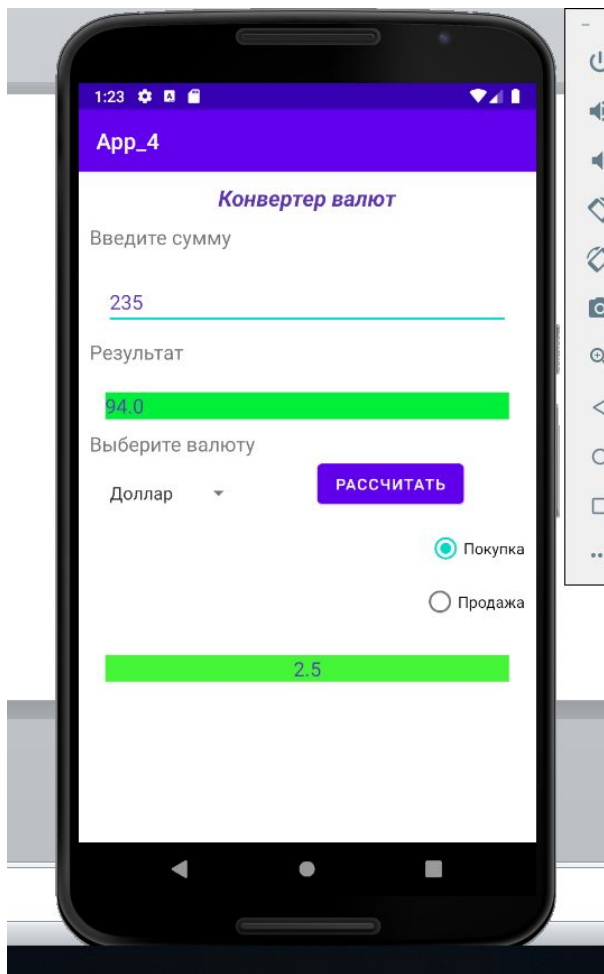 1:23
App_4
Конвертер валют
Введите сумму
235
Результат
94.0
Выберите валюту
Доллар
РАССЧИТАТЬ
Покупка
Продажа
2.5